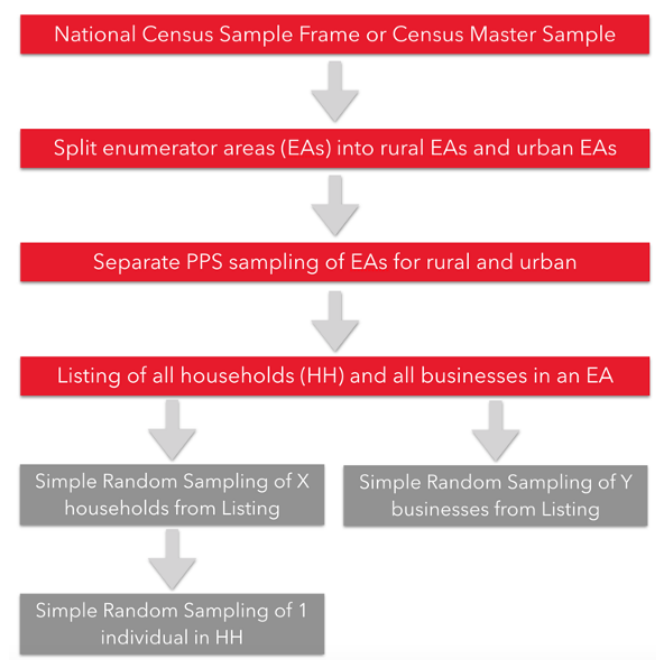 National Census Sample Frame or Census Master Sample
Split enumerator areas (EAs) into rural EAs and urban EAs
Separate PPS sampling of EAs for rural and urban
Listing of all households (HH) and all businesses in an EA
Simple Random Sampling of X
households from Listing
Simple Random Sampling of Y
businesses from Listing
Simple Random Sampling of 1
individual in HH